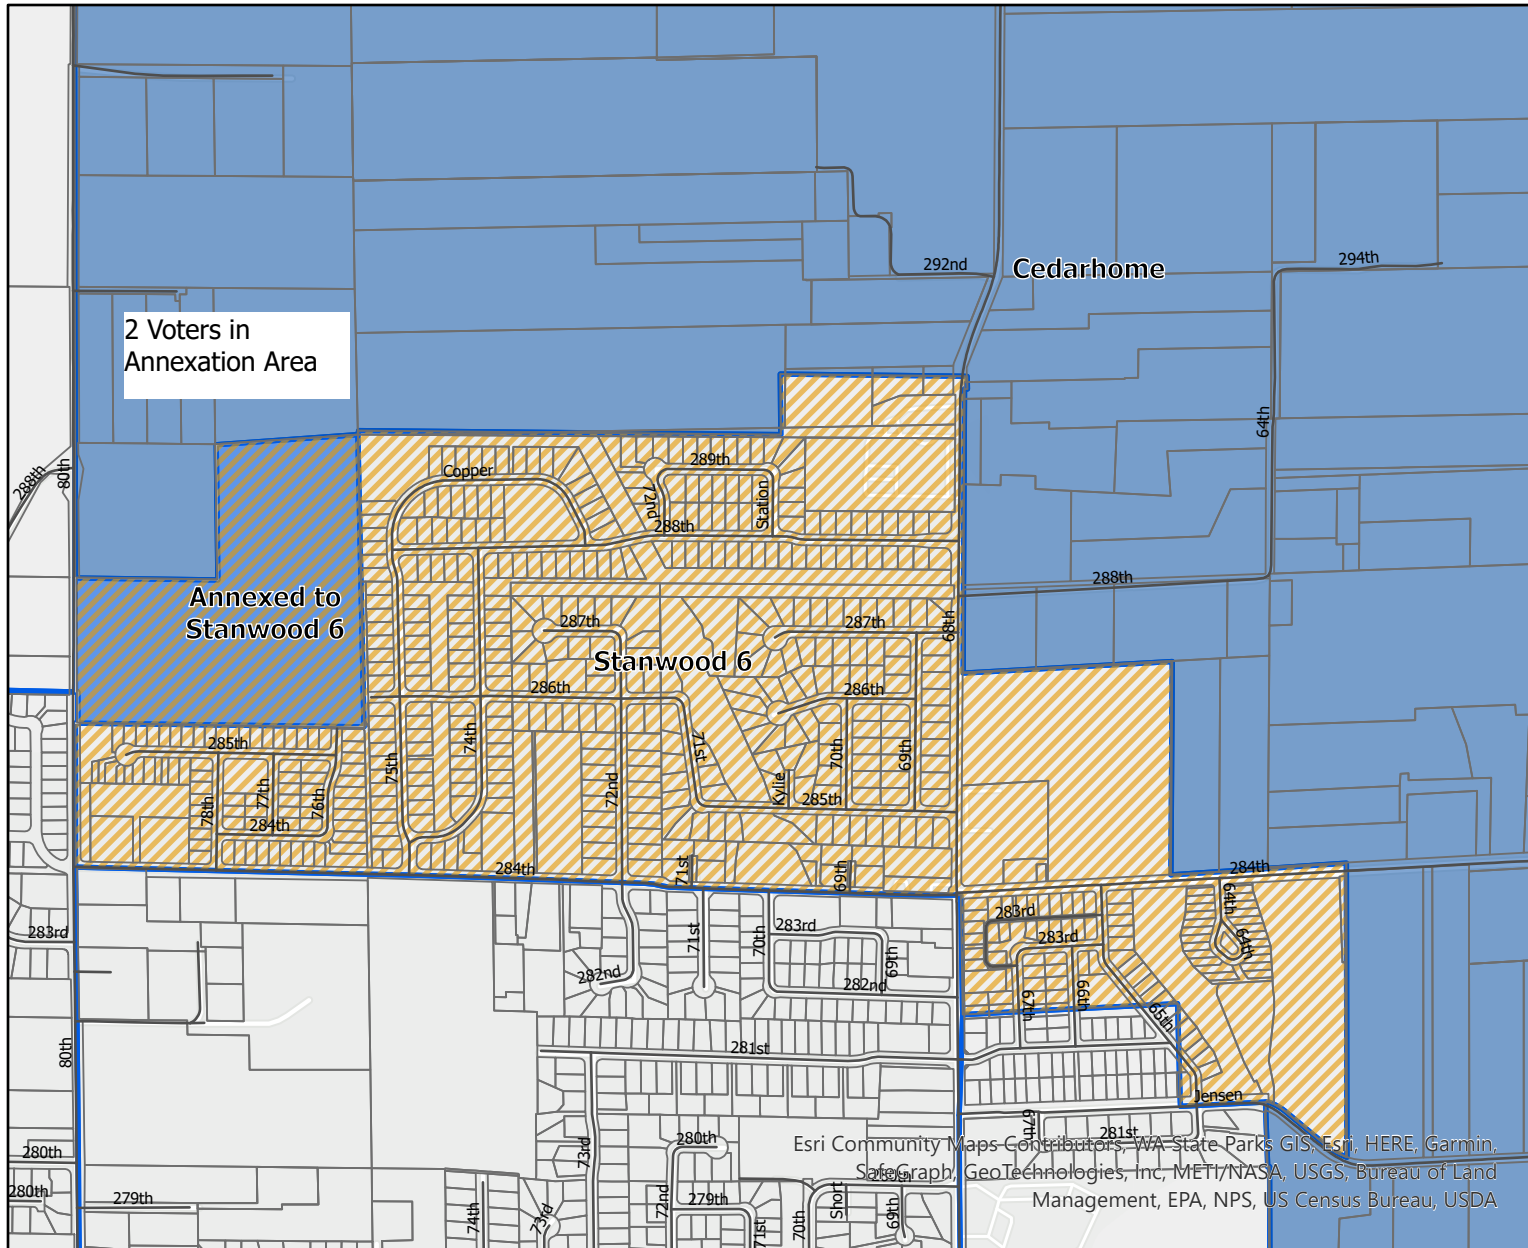 292nd
Cedarhome
294th
2 Voters in
Annexation Area
64th
288th
80th
Copper
289th
72nd
Station
288th
288th
Annexed to
Stanwood 6
287th
287th
68th
Stanwood 6
286th
286th
285th
74th
71st
70th
69th
75th
72nd
Kylie
285th
78th
77th
76th
284th
284th
71st
69th
284th
64th
64th
283rd
283rd
283rd
283rd
71st
70th
69th
282nd
282nd
67th
66th
65th
80th
281st
Jensen
67th
281st
280th
73rd
280th
Esri Community Maps Contributors, WA State Parks GIS, Esri, HERE, Garmin,
SafeGraph, GeoTechnologies, Inc, METI/NASA, USGS, Bureau of Land
Management, EPA, NPS, US Census Bureau, USDA
280th
279th
74th
73rd
72nd
279th
71st
70th
Short
69th